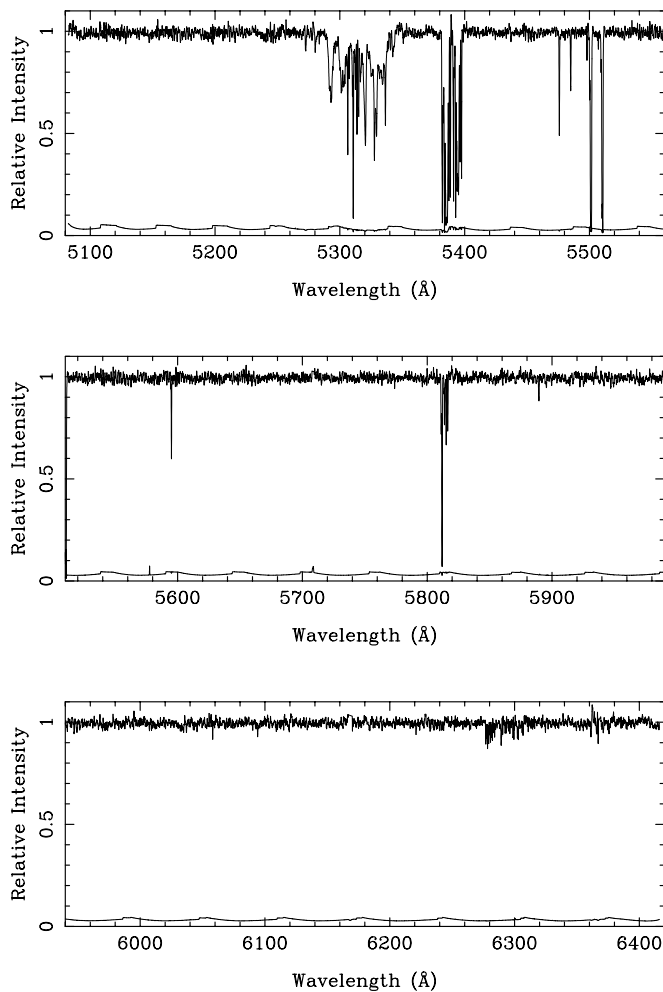 1
0.5
0
Relative Intensity
5100 5200 5300 5400 5500
Wavelength (Å)
1
0.5
0
Relative Intensity
5600 5700 5800 5900
Wavelength (Å)
1
0.5
0
Relative Intensity
6000 6100 6200 6300 6400
Wavelength (Å)